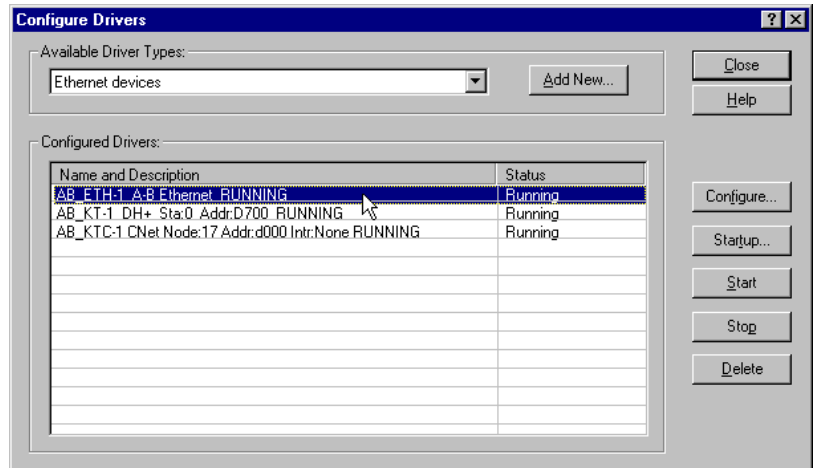 Configure Drivers
Available Driver Types:
Ethernet devices
Add New...
Close
Help
Configured Drivers:
Name and Description Status
AB_ETH-1 A-B Ethernet RUNNING Running
AB_KT-1 DH+ Sta:0 Addr:D700 RUNNING Running
AB_KTC-1 CNet Node:17 Addr:d000 Intr:None RUNNING Running
Configure...
Startup...
Start
Stop
Delete